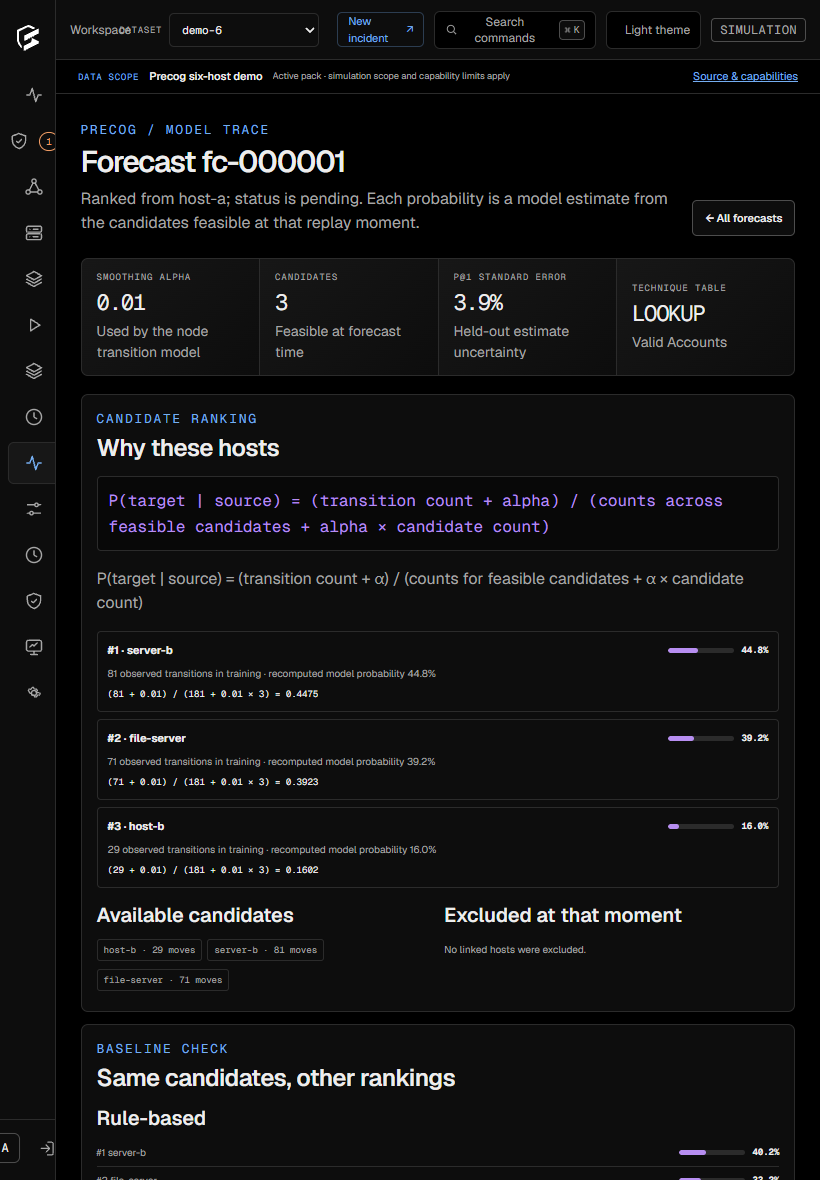 Workspace
DATASET
demo-6
New incident ↗
Search commands
⌘ K
Light theme
SIMULATION
DATA SCOPE Precog six-host demo Active pack · simulation scope and capability limits apply
Source & capabilities
1
PRECOG / MODEL TRACE
Forecast fc-000001
Ranked from host-a; status is pending. Each probability is a model estimate from
the candidates feasible at that replay moment.
← All forecasts
SMOOTHING ALPHA
0.01
Used by the node
transition model
CANDIDATES
3
Feasible at forecast
time
P@1 STANDARD ERROR
3.9%
Held-out estimate
uncertainty
TECHNIQUE TABLE
LOOKUP
Valid Accounts
CANDIDATE RANKING
Why these hosts
P(target | source) = (transition count + alpha) / (counts across
feasible candidates + alpha × candidate count)
P(target | source) = (transition count + α) / (counts for feasible candidates + α × candidate
count)
#1 · server-b 44.8%
81 observed transitions in training · recomputed model probability 44.8%
(81 + 0.01) / (181 + 0.01 × 3) = 0.4475
#2 · file-server 39.2%
71 observed transitions in training · recomputed model probability 39.2%
(71 + 0.01) / (181 + 0.01 × 3) = 0.3923
#3 · host-b 16.0%
29 observed transitions in training · recomputed model probability 16.0%
(29 + 0.01) / (181 + 0.01 × 3) = 0.1602
Available candidates
host-b · 29 moves
server-b · 81 moves
file-server · 71 moves
Excluded at that moment
No linked hosts were excluded.
BASELINE CHECK
Same candidates, other rankings
Rule-based
#1 server-b 40.2%
A